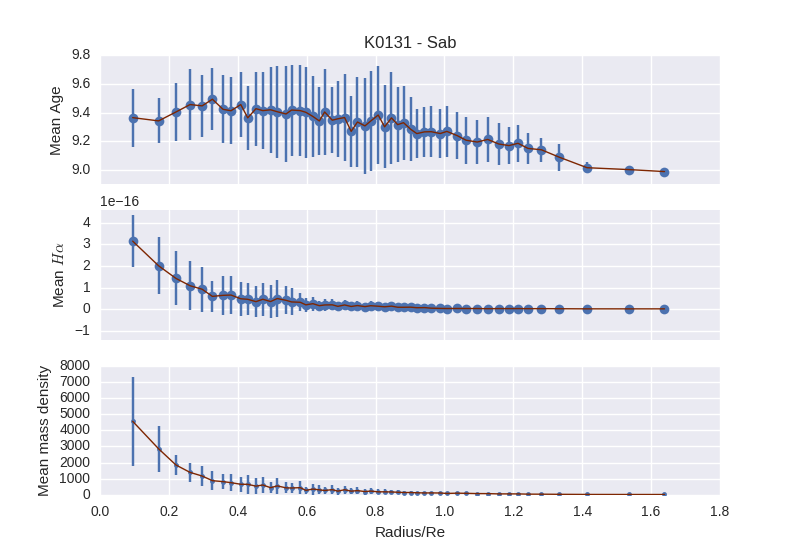 K0131 - Sab
Mean Age
9.8
9.6
9.4
9.2
9.0
1e−16
Mean Hα
4
3
2
1
0
−1
Mean mass density
8000
7000
6000
5000
4000
3000
2000
1000
0
0.0 0.2 0.4 0.6 0.8 1.0 1.2 1.4 1.6 1.8
Radius/Re